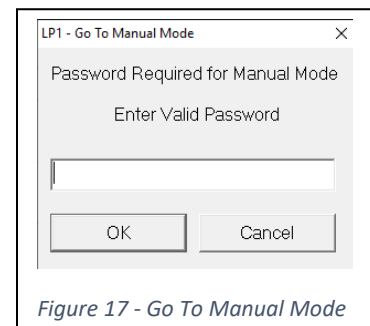 LP1 - Go To Manual Mode
Password Required for Manual Mode
Enter Valid Password
OK Cancel
Figure 17 - Go To Manual Mode